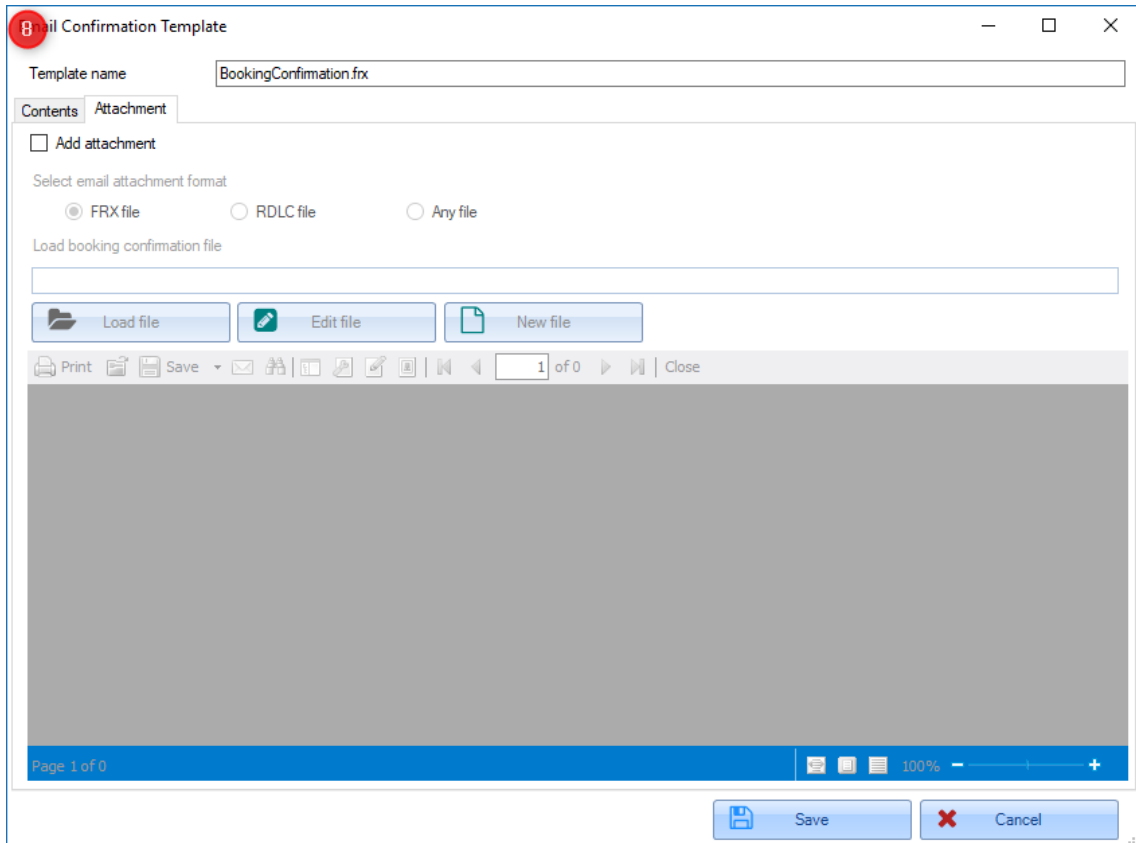 8
ail Confirmation Template
Template name BookingConfirmation.frx
Contents Attachment
Add attachment
Select email attachment format
FRX file RDLC file Any file
Load booking confirmation file
Load file Edit file New file
Print Save 1 of 0 Close
Page 1 of 0 100%
Save Cancel